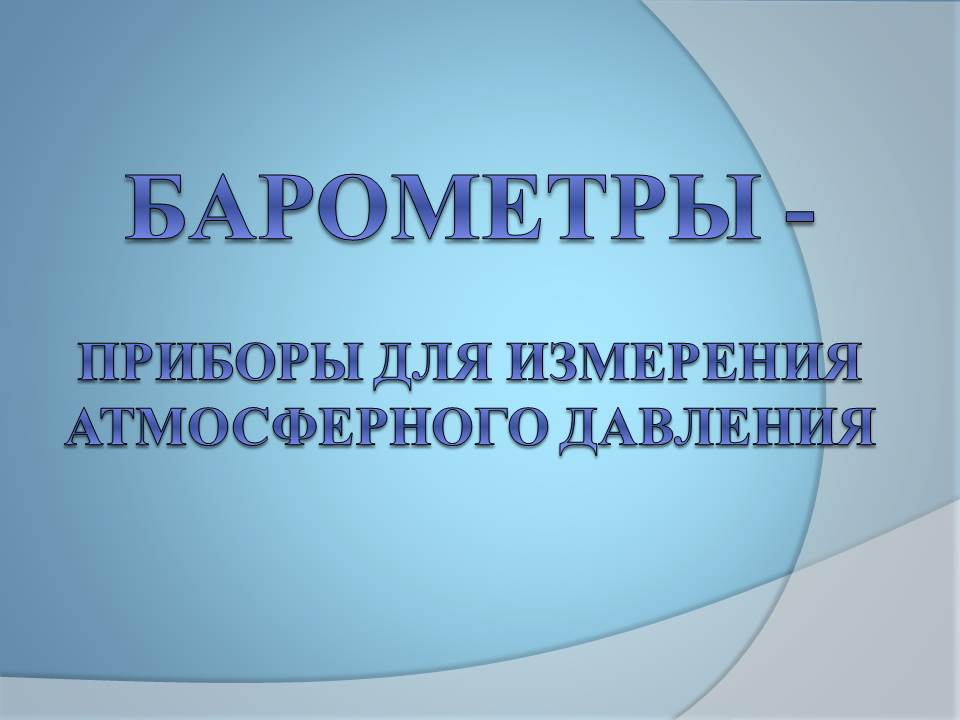 БАРОМЕТРЫ -
ПРИБОРЫ ДЛЯ ИЗМЕРЕНИЯ
АТМОСФЕРНОГО ДАВЛЕНИЯ